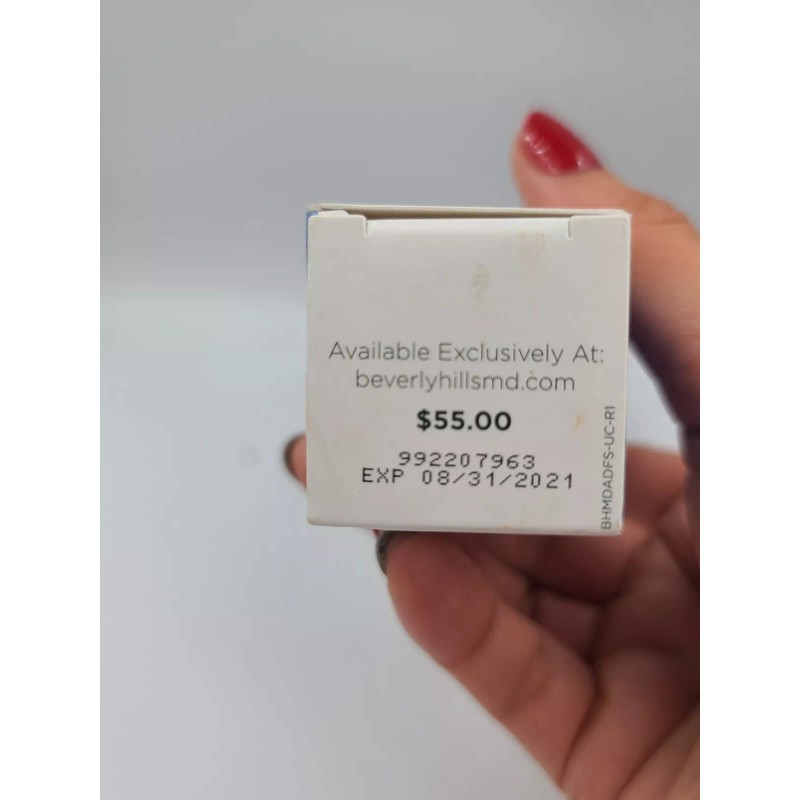 Available Exclusively At:
beverlyhillsmd.com
$55.00
992207963
EXP 08/31/2021
BHMDADFS-UC-R1